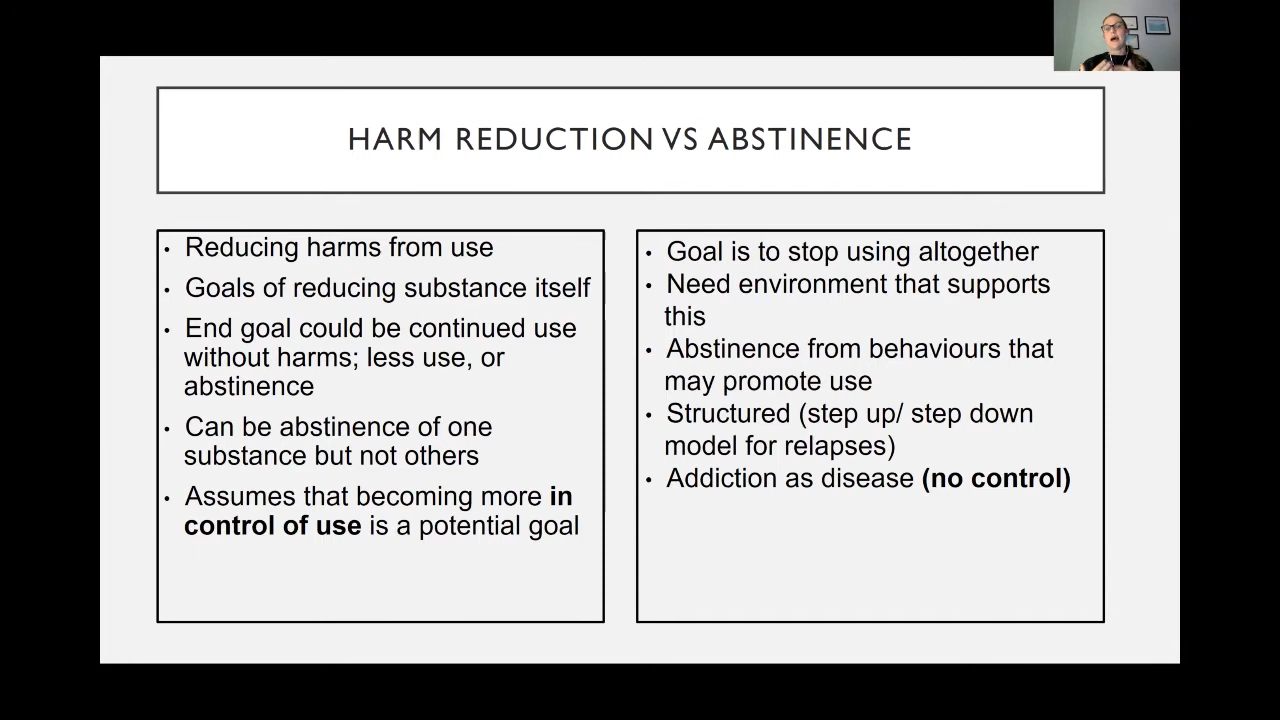 HARM REDUCTION VS ABSTINENCE
• Reducing harms from use
• Goals of reducing substance itself
• End goal could be continued use
without harms; less use, or
abstinence
• Can be abstinence of one
substance but not others
• Assumes that becoming more in
control of use is a potential goal
• Goal is to stop using altogether
• Need environment that supports
this
• Abstinence from behaviours that
may promote use
• Structured (step up/ step down
model for relapses)
• Addiction as disease (no control)